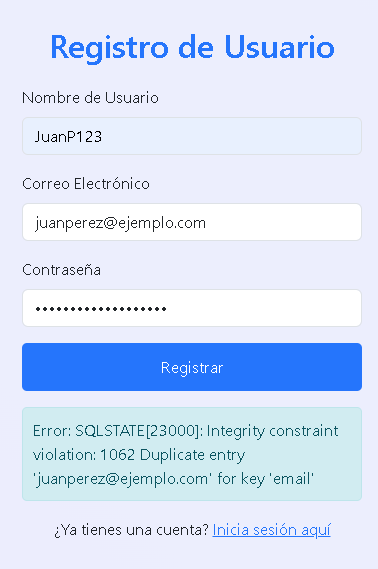 Registro de Usuario
Nombre de Usuario
JuanP123
Correo Electrónico
juanperez@ejemplo.com
Contraseña
•••••••••••••••••••
Registrar
Error: SQLSTATE[23000]: Integrity constraint
violation: 1062 Duplicate entry
'juanperez@ejemplo.com' for key 'email'
¿Ya tienes una cuenta? Inicia sesión aquí